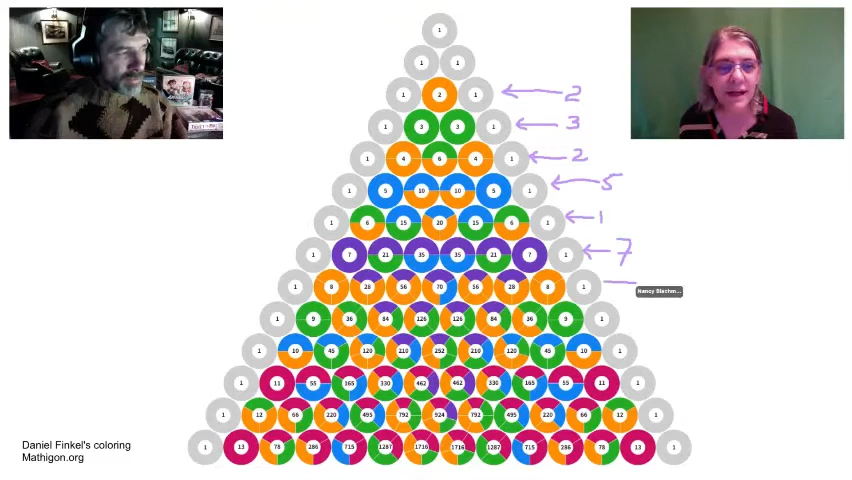 1
1 1
1 2 1 2
1 3 3 1 3
1 4 6 4 1 2
1 5 10 10 5 1 5
1 6 15 20 15 6 1 1
1 7 21 35 35 21 7 1 7
1 8 28 56 70 56 28 8 1
Nancy Blachm...
1 9 36 84 126 126 84 36 9 1
1 10 45 120 210 252 210 120 45 10 1
1 11 55 165 330 462 462 330 165 55 11 1
1 12 66 220 495 792 924 792 495 220 66 12 1
1 13 78 286 715 1287 1716 1716 1287 715 286 78 13 1
Daniel Finkel's coloring
Mathigon.org